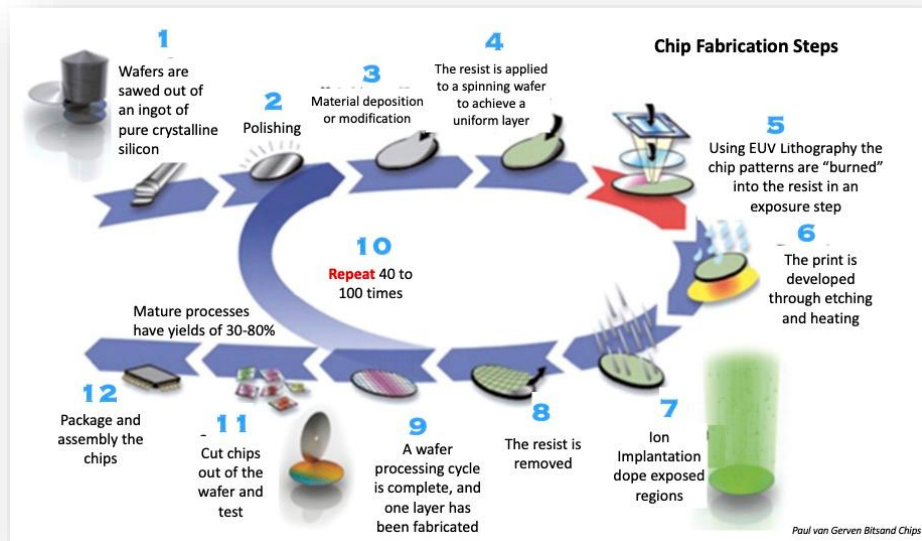 Chip Fabrication Steps
1
Wafers are
sawed out of
an ingot of
pure crystalline
silicon
2
Polishing
3
Material deposition
or modification
4
The resist is applied
to a spinning wafer
to achieve a
uniform layer
5
Using EUV Lithography the
chip patterns are “burned”
into the resist in an
exposure step
6
The print is
developed
through etching
and heating
7
Ion
Implantation
dope exposed
regions
8
The resist is
removed
9
A wafer
processing cycle
is complete, and
one layer has
been fabricated
10
Repeat 40 to
100 times
Mature processes
have yields of 30-80%
11
Cut chips
out of the
wafer and
test
12
Package and
assembly the
chips
Paul van Gerven Bitsand Chips